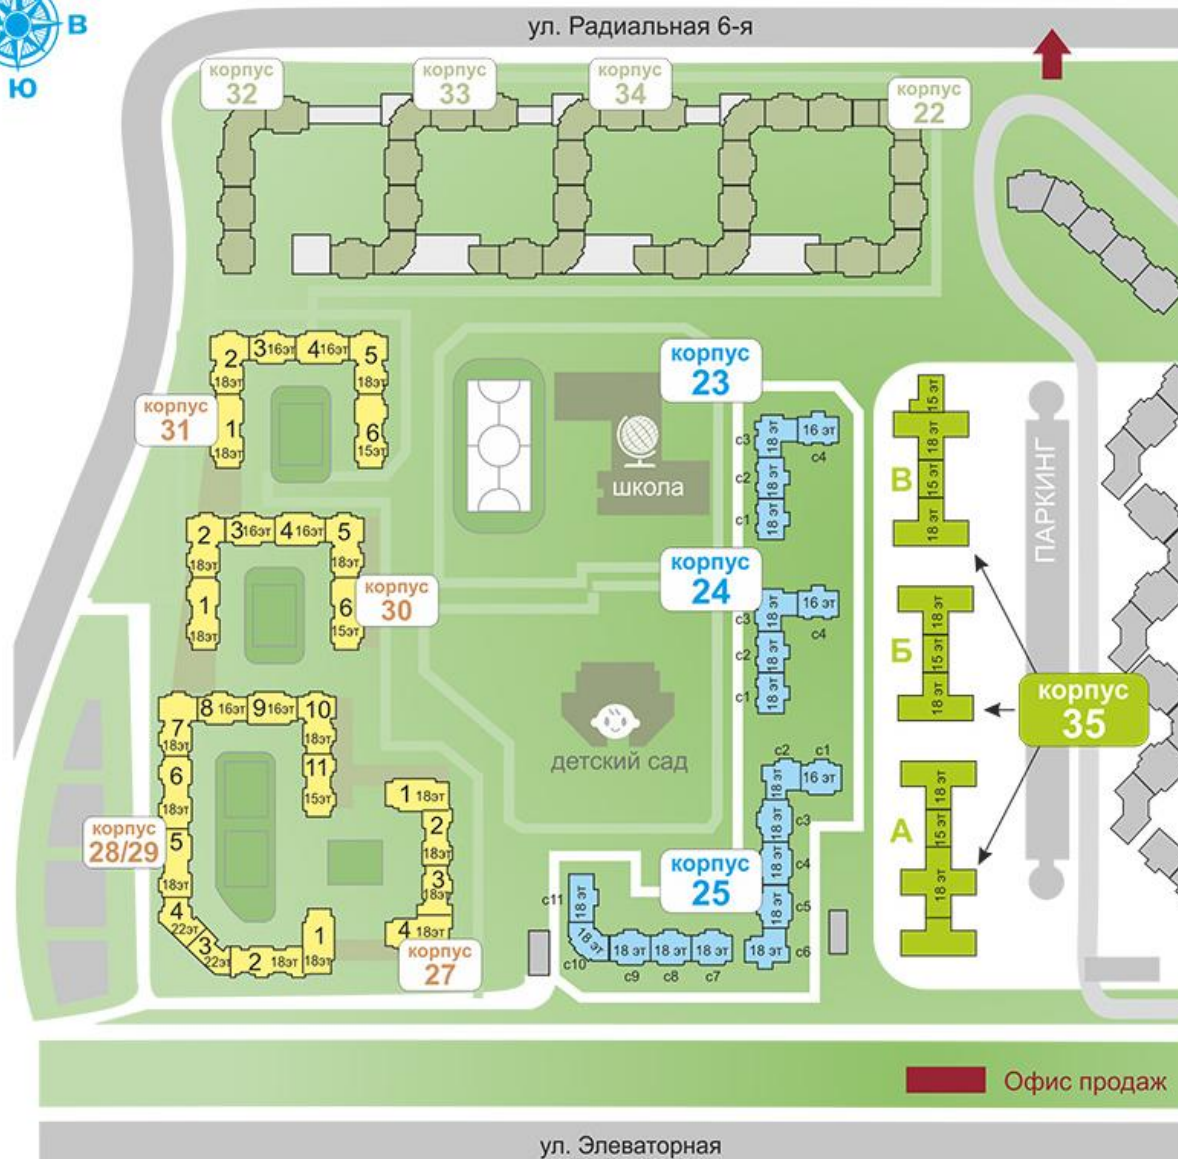 В
Ю
ул. Радиальная 6-я
корпус
32
корпус
33
корпус
34
корпус
22
2
18эт
3 16эт
4 16эт
5
18эт
корпус
31
1
18эт
6
15эт
школа
корпус
23
с3
18 эт
16 эт
с4
с2
18 эт
с1
18 эт
15 эт
18 эт
В
15 эт
18 эт
ПАРКИНГ
2
18эт
3 16эт
4 16эт
5
18эт
1
18эт
6
15эт
корпус
30
корпус
24
с3
18 эт
16 эт
с4
с2
18 эт
с1
18 эт
18 эт
Б
15 эт
18 эт
корпус
35
детский сад
7
18эт
8 16эт
9 16эт
10
18эт
6
18эт
11
15эт
корпус
28/29
5
18эт
4
22эт
3
22эт
2 18эт
1
18эт
1 18эт
2
18эт
3
18эт
4 18эт
корпус
27
с2
с1
18 эт
16 эт
с3
18 эт
с4
18 эт
корпус
25
с5
18 эт
с6
18 эт
с11
18 эт
18 эт
с10
18 эт
18 эт
18 эт
с9
с8
с7
18 эт
А
15 эт
18 эт
Офис продаж
ул. Элеваторная